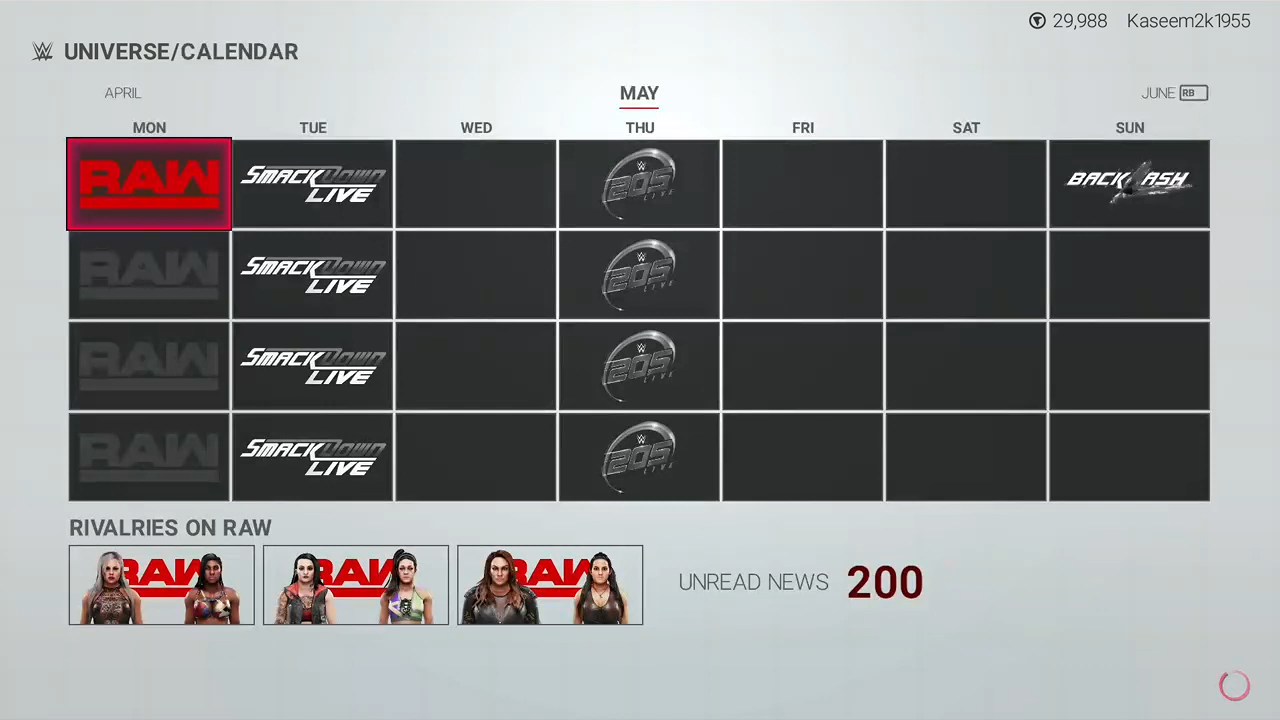 29,988 Kaseem2k1955
W UNIVERSE/CALENDAR
APRIL MAY JUNE RB
MON TUE WED THU FRI SAT SUN
RAW SMACKDOWN LIVE W 205 LIVE BACKLASH
RAW SMACKDOWN LIVE W 205 LIVE
RAW SMACKDOWN LIVE W 205 LIVE
RAW SMACKDOWN LIVE W 205 LIVE
RIVALRIES ON RAW
RAW RAW RAW UNREAD NEWS 200